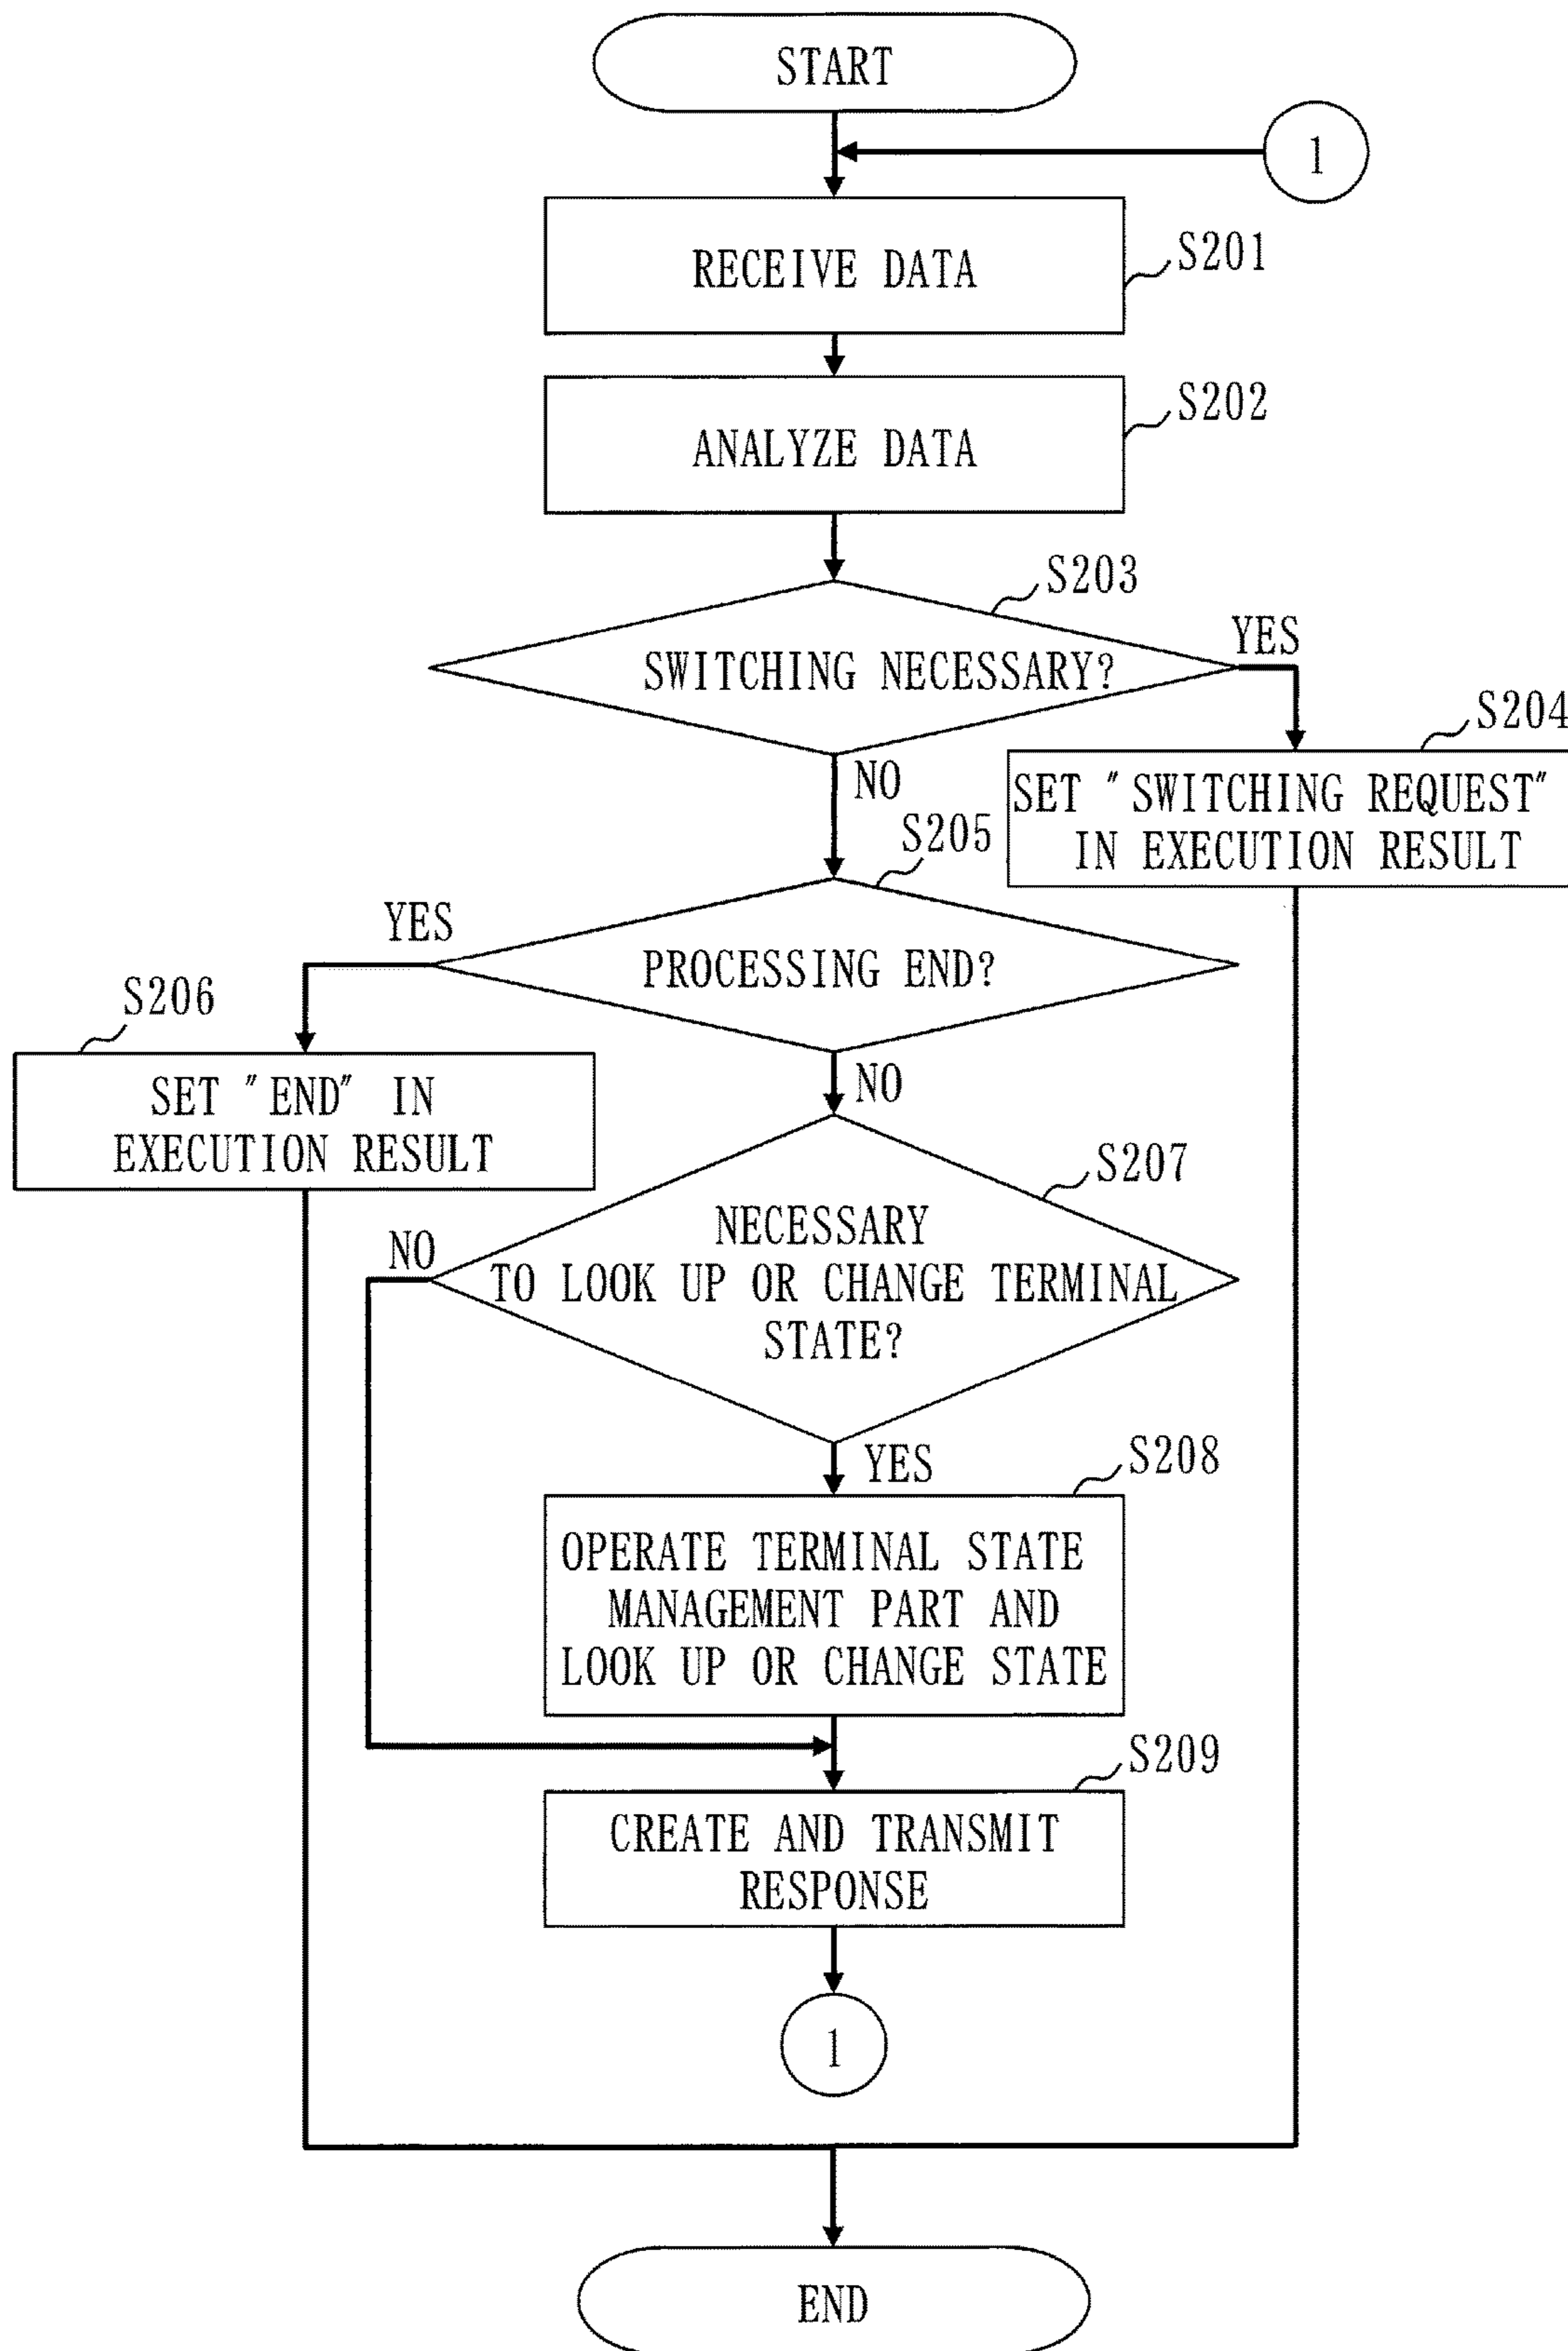 START
1
RECEIVE DATA
S201
ANALYZE DATA
S202
S203
SWITCHING NECESSARY?
YES
S204
SET "SWITCHING REQUEST"
IN EXECUTION RESULT
NO
S205
PROCESSING END?
YES
S206
SET "END" IN
EXECUTION RESULT
NO
S207
NECESSARY
TO LOOK UP OR CHANGE TERMINAL
STATE?
NO
YES
S208
OPERATE TERMINAL STATE
MANAGEMENT PART AND
LOOK UP OR CHANGE STATE
S209
CREATE AND TRANSMIT
RESPONSE
1
END